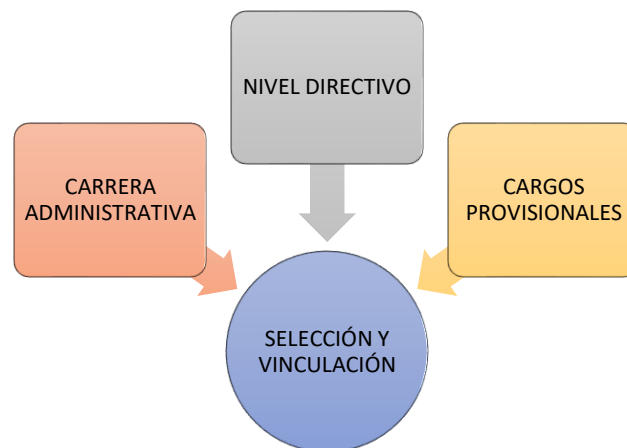 NIVEL DIRECTIVO
CARRERA
ADMINISTRATIVA
CARGOS
PROVISIONALES
SELECCIÓN Y
VINCULACIÓN